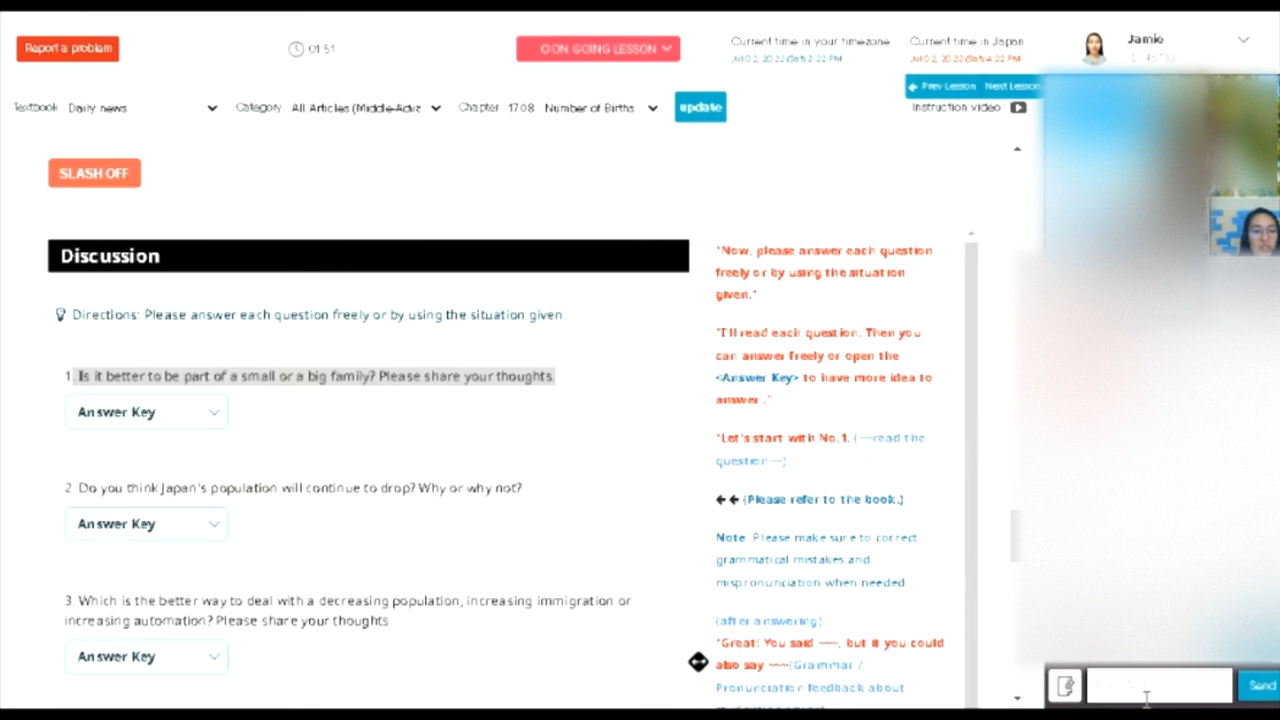 Report a problem
01:51
ON GOING LESSON
Current time in your timezone
Current time in Japan
Jamie
Prev Lesson Next Lesson
Textbook Daily news Category All Articles (Middle-Advz Chapter 1708 Number of Births update
Instruction video
SLASH OFF
Discussion
Directions: Please answer each question freely or by using the situation given
1 Is it better to be part of a small or a big family? Please share your thoughts.
Answer Key
2 Do you think Japan's population will continue to drop? Why or why not?
Answer Key
3 Which is the better way to deal with a decreasing population, increasing immigration or
increasing automation? Please share your thoughts
Answer Key
"Now, please answer each question
freely or by using the situation
given."
"I'll read each question. Then you
can answer freely or open the
<Answer Key> to have more idea to
answer ."
"Let's start with No.1. (—read the
question—)
(Please refer to the book.)
Note Please make sure to correct
grammatical mistakes and
mispronunciation when needed
(after answering)
"Great! You said ~~~, but if you could
also say ~~~(Grammar /
Pronunciation feedback about
Send